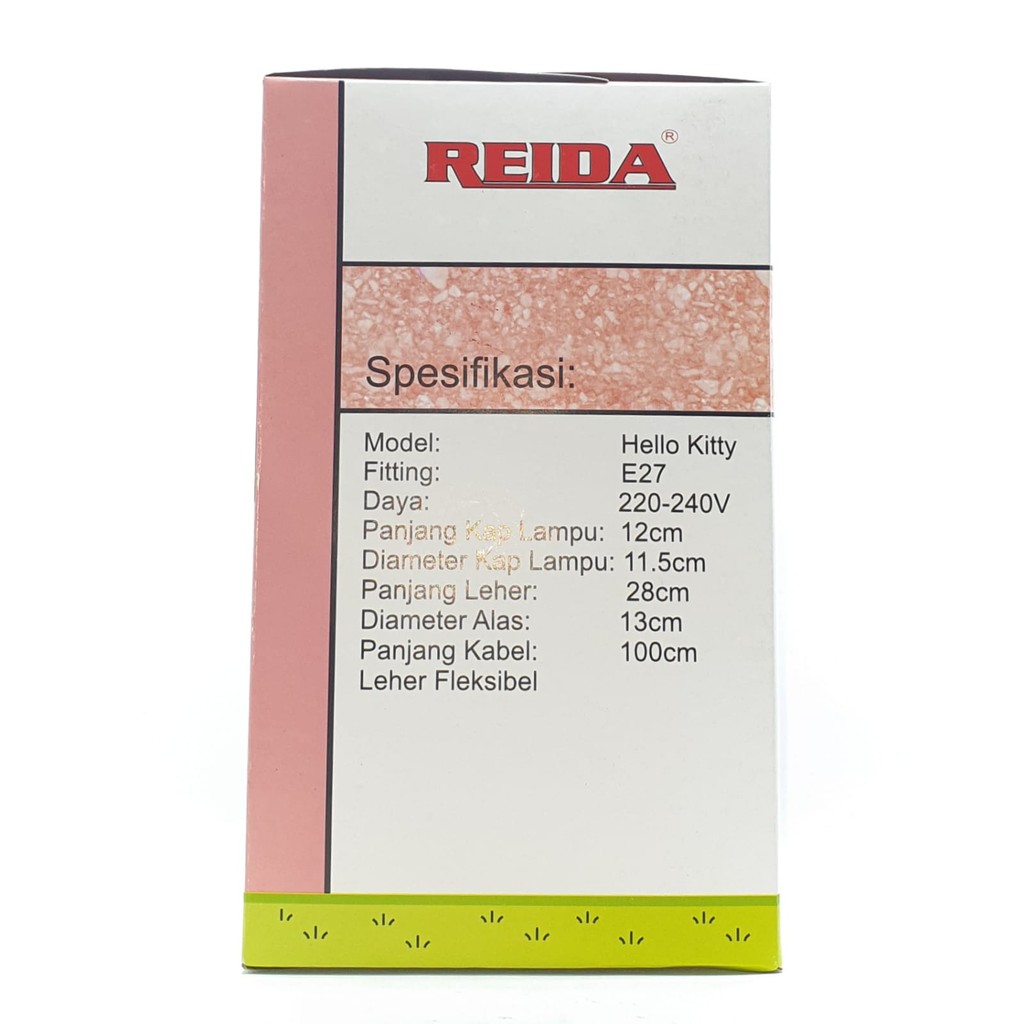 REIDA®
Spesifikasi:
Model: Hello Kitty
Fitting: E27
Daya: 220-240V
Panjang Kap Lampu: 12cm
Diameter Kap Lampu: 11.5cm
Panjang Leher: 28cm
Diameter Alas: 13cm
Panjang Kabel: 100cm
Leher Fleksibel